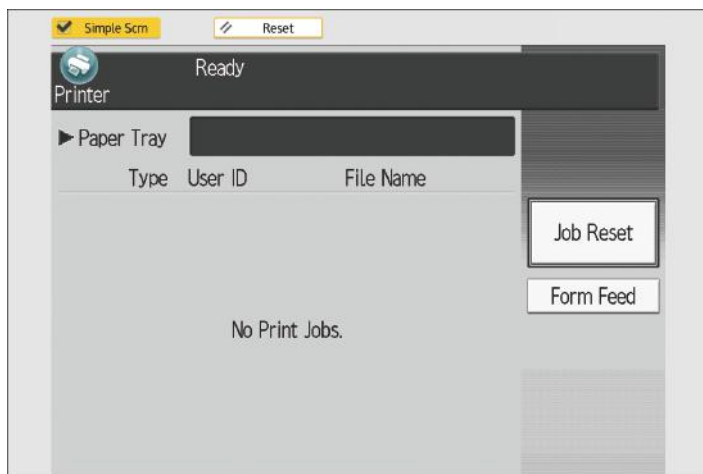 Simple Scrn Reset
Ready
Printer
Paper Tray
Type User ID File Name
Job Reset
Form Feed
No Print Jobs.